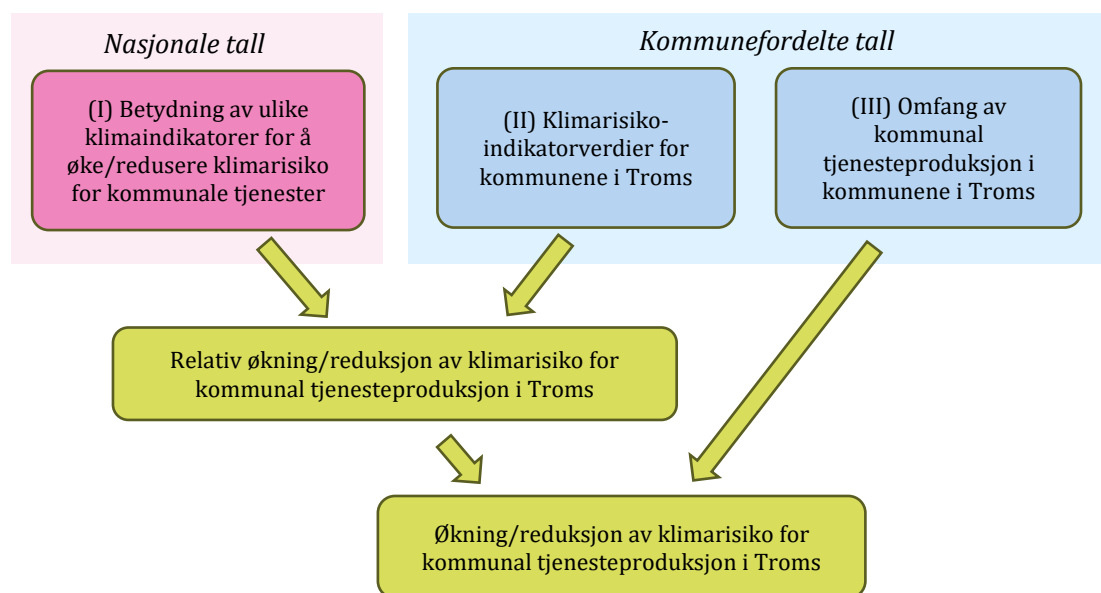 Nasjonale tall
Kommunefordelte tall
(I) Betydning av ulike
klimaindikatorer for å
øke/redusere klimarisiko
for kommunale tjenester
(II) Klimarisiko-
indikatorverdier for
kommunene i Troms
(III) Omfang av
kommunal
tjenesteproduksjon i
kommunene i Troms
Relativ økning/reduksjon av klimarisiko for
kommunal tjenesteproduksjon i Troms
Økning/reduksjon av klimarisiko for
kommunal tjenesteproduksjon i Troms